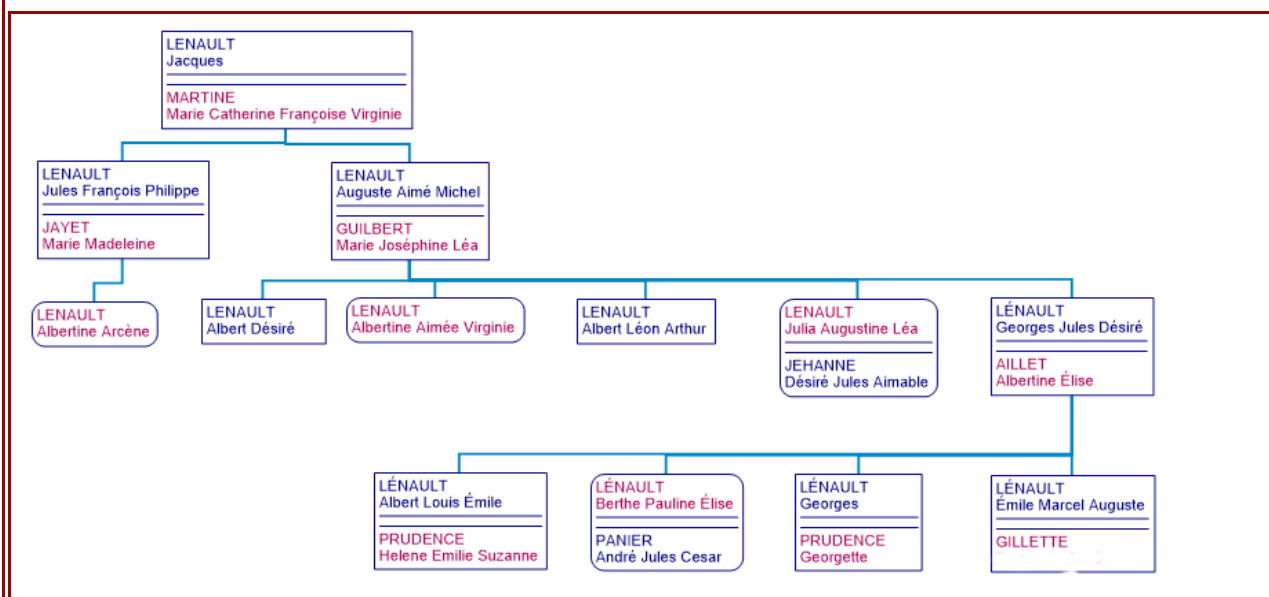 LENAULT
Jacques
MARTINE
Marie Catherine Françoise Virginie
LENAULT
Jules François Philippe
JAYET
Marie Madeleine
LENAULT
Auguste Aimé Michel
GUILBERT
Marie Joséphine Léa
LENAULT
Albertine Arcène
LENAULT
Albert Désiré
LENAULT
Albertine Aimée Virginie
LENAULT
Albert Léon Arthur
LENAULT
Julia Augustine Léa
JEHANNE
Désiré Jules Aimable
LÉNAULT
Georges Jules Désiré
AILLET
Albertine Élise
LÉNAULT
Albert Louis Émile
PRUDENCE
Helene Emilie Suzanne
LÉNAULT
Berthe Pauline Élise
PANIER
André Jules Cesar
LÉNAULT
Georges
PRUDENCE
Georgette
LÉNAULT
Émile Marcel Auguste
GILLETTE